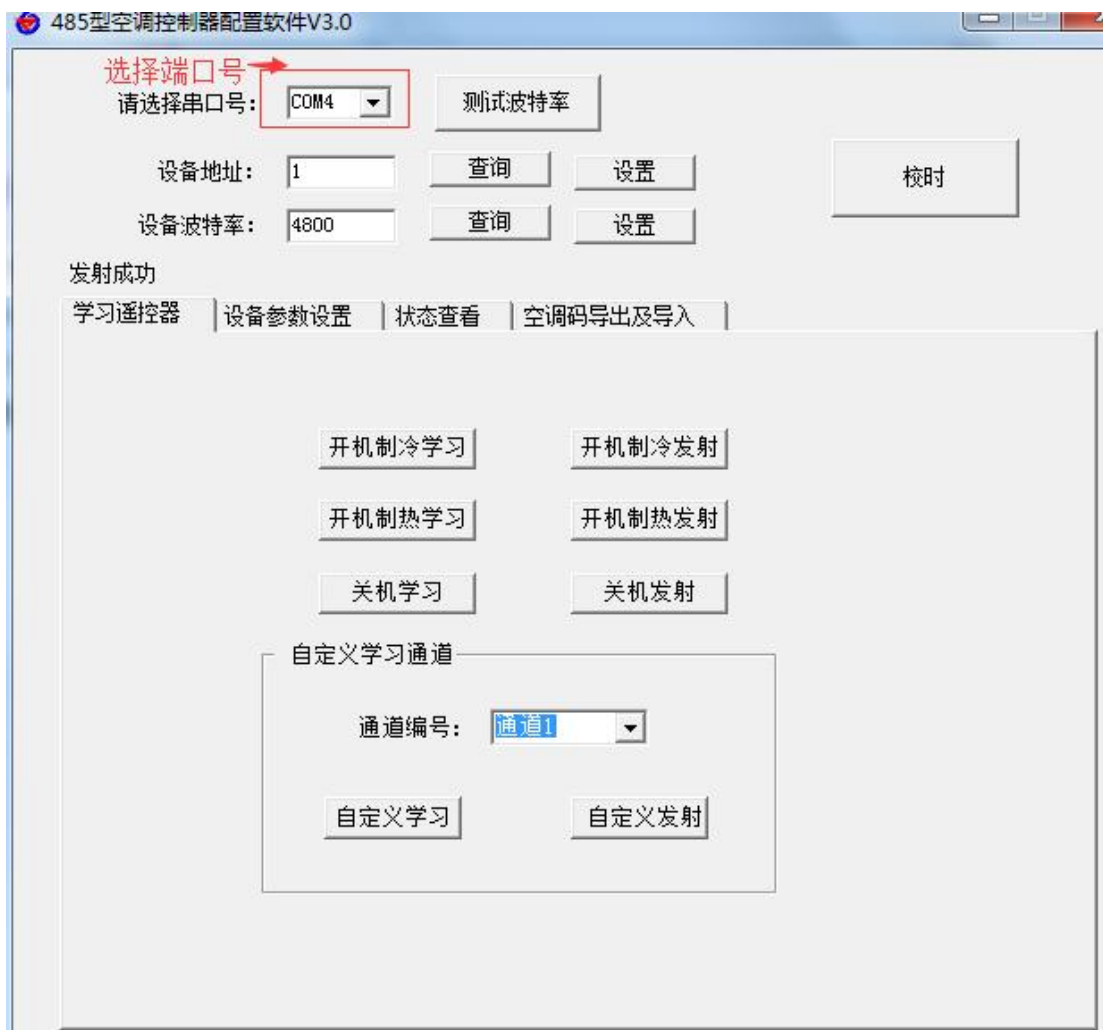 485型空调控制器配置软件V3.0
选择端口号
请选择串口号： COM4 测试波特率
设备地址： 1 查询 设置 校时
设备波特率： 4800 查询 设置
发射成功
学习遥控器 设备参数设置 状态查看 空调码导出及导入
开机制冷学习 开机制冷发射
开机制热学习 开机制热发射
关机学习 关机发射
自定义学习通道
通道编号： 通道1
自定义学习 自定义发射